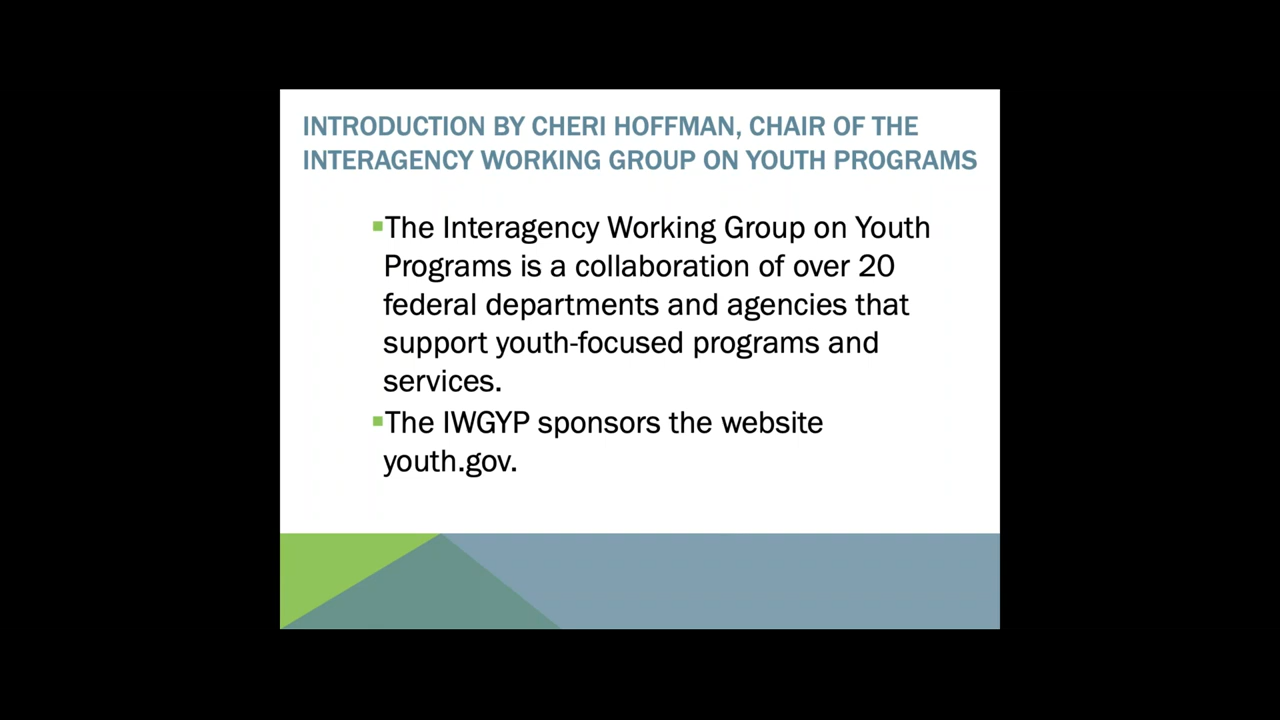 INTRODUCTION BY CHERI HOFFMAN, CHAIR OF THE
INTERAGENCY WORKING GROUP ON YOUTH PROGRAMS
▪The Interagency Working Group on Youth
Programs is a collaboration of over 20
federal departments and agencies that
support youth-focused programs and
services.
▪The IWGYP sponsors the website
youth.gov.